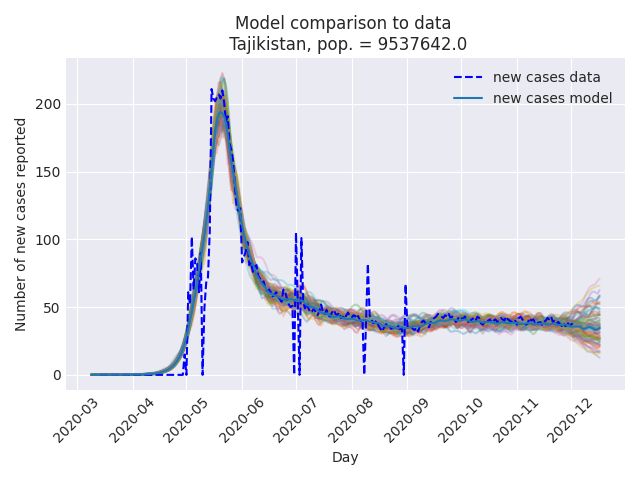 Model comparison to data
Tajikistan, pop. = 9537642.0
new cases data
new cases model
Number of new cases reported
200
150
100
50
0
2020-03
2020-04
2020-05
2020-06
2020-07
2020-08
2020-09
2020-10
2020-11
2020-12
Day